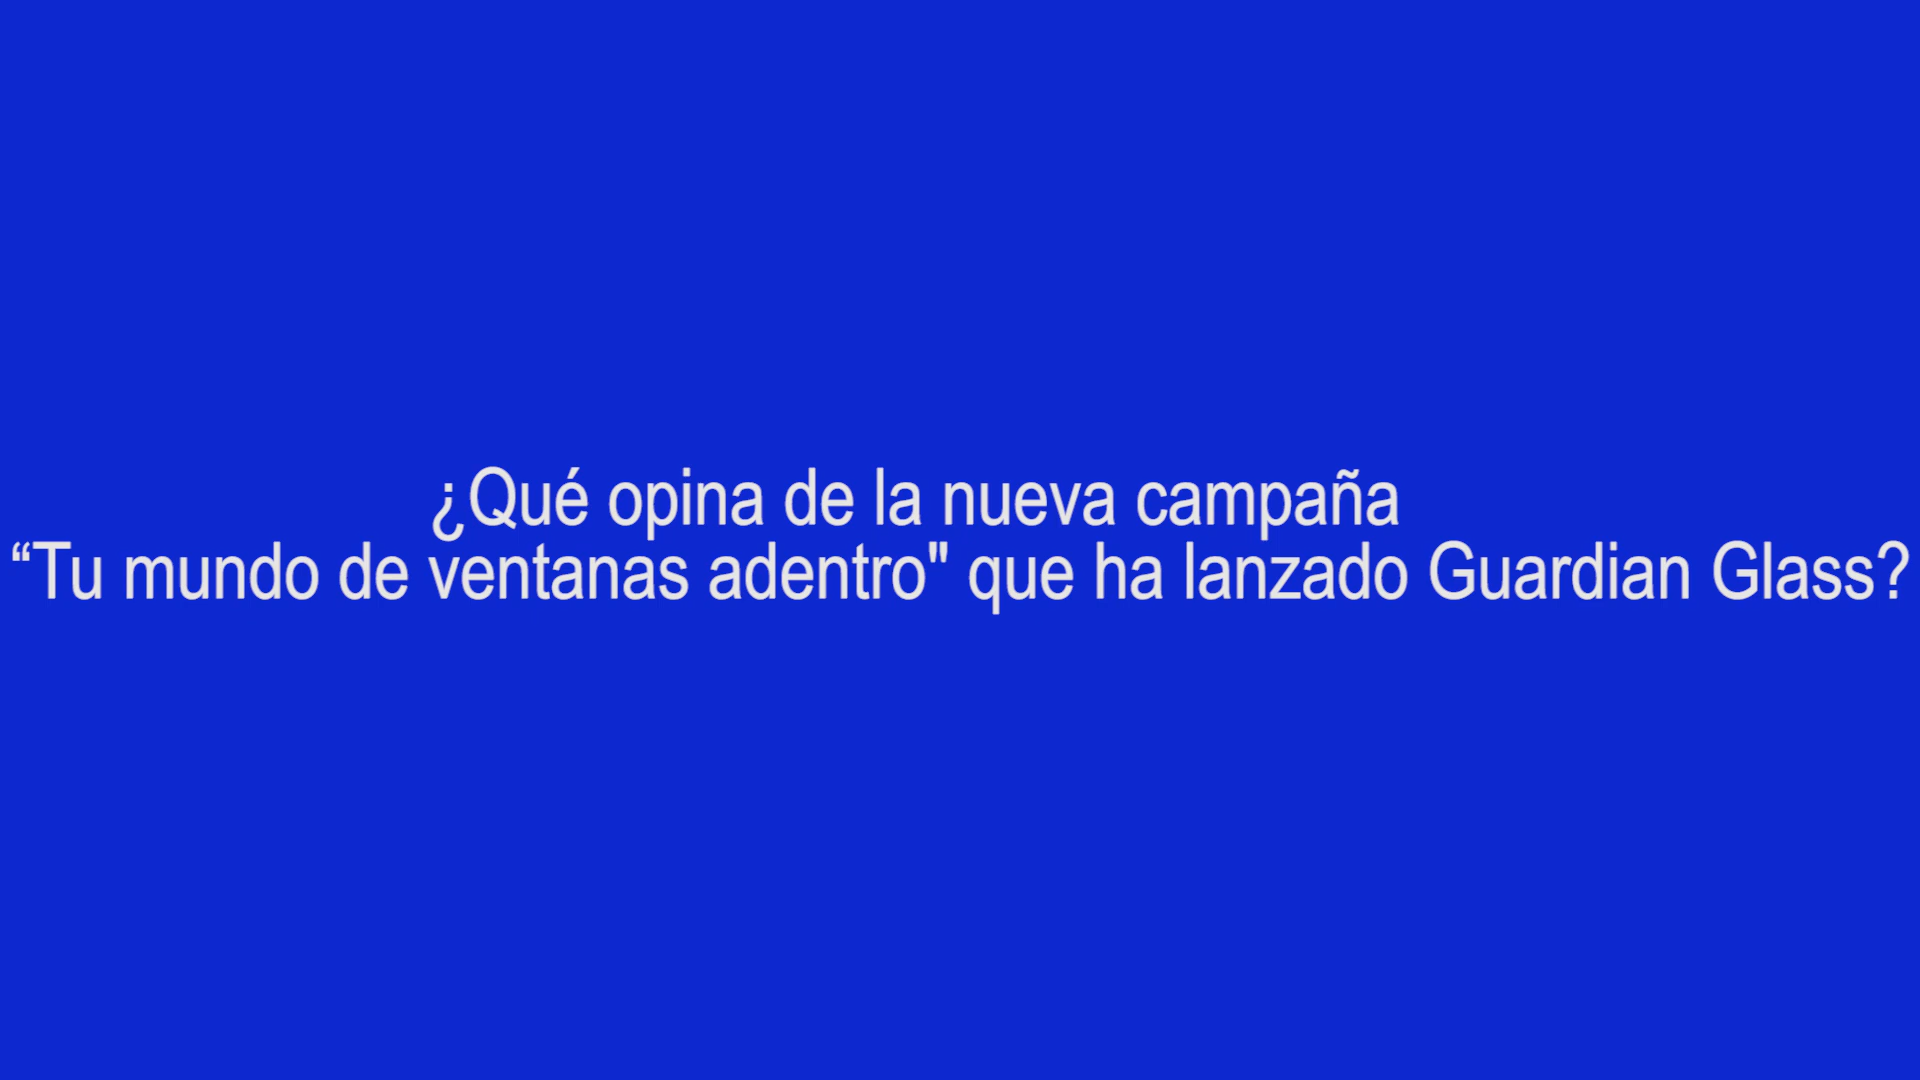 ¿Qué opina de la nueva campaña
“Tu mundo de ventanas adentro" que ha lanzado Guardian Glass?